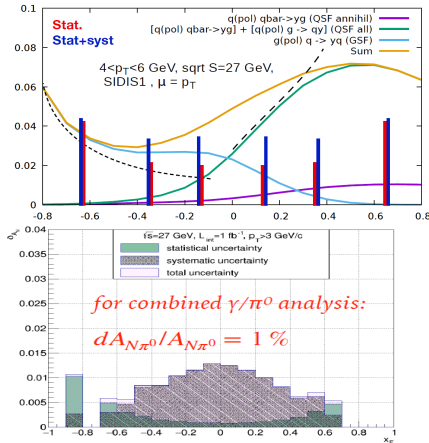 Stat.
Stat+syst
q(pol) qbar->γg (QSF annihil)
[q(pol) qbar->γg] + [q(pol) g -> qγ] (QSF all)
g(pol) q -> γq (GSF)
Sum
4<pT<6 GeV, sqrt S=27 GeV,
SIDIS1 , μ = pT
0.1
0.08
0.06
0.04
0.02
0
-0.8 -0.6 -0.4 -0.2 0 0.2 0.4 0.6 0.8
√s=27 GeV, Lint=1 fb-1, pT>3 GeV/c
statistical uncertainty
systematic uncertainty
total uncertainty
for combined γ/π0 analysis:
dANπ0/ANπ0 = 1 %
0.04
0.035
0.03
0.025
0.02
0.015
0.01
0.005
0
-1 -0.8 -0.6 -0.4 -0.2 0 0.2 0.4 0.6 0.8 1